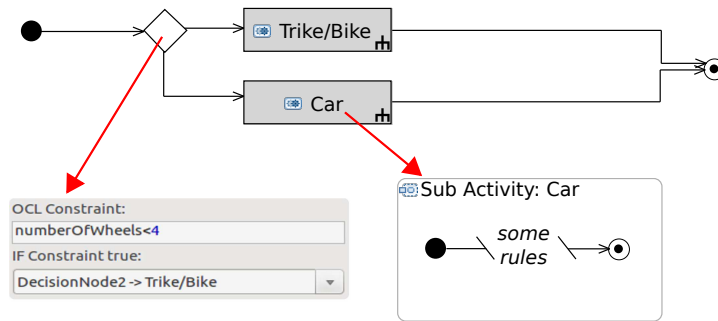 Trike/Bike
Car
OCL Constraint:
numberOfWheels<4
IF Constraint true:
DecisionNode2 -> Trike/Bike
Sub Activity: Car
some
rules